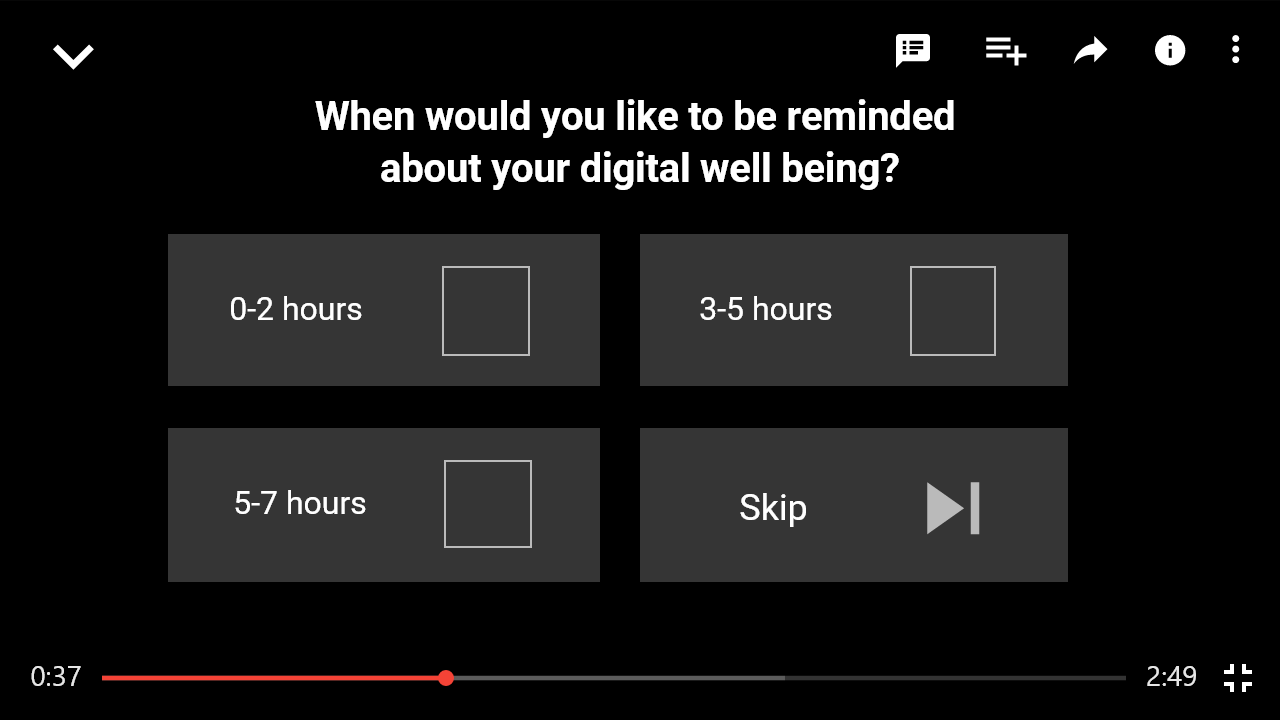 When would you like to be reminded
about your digital well being?
0-2 hours
3-5 hours
5-7 hours
Skip
0:37
2:49